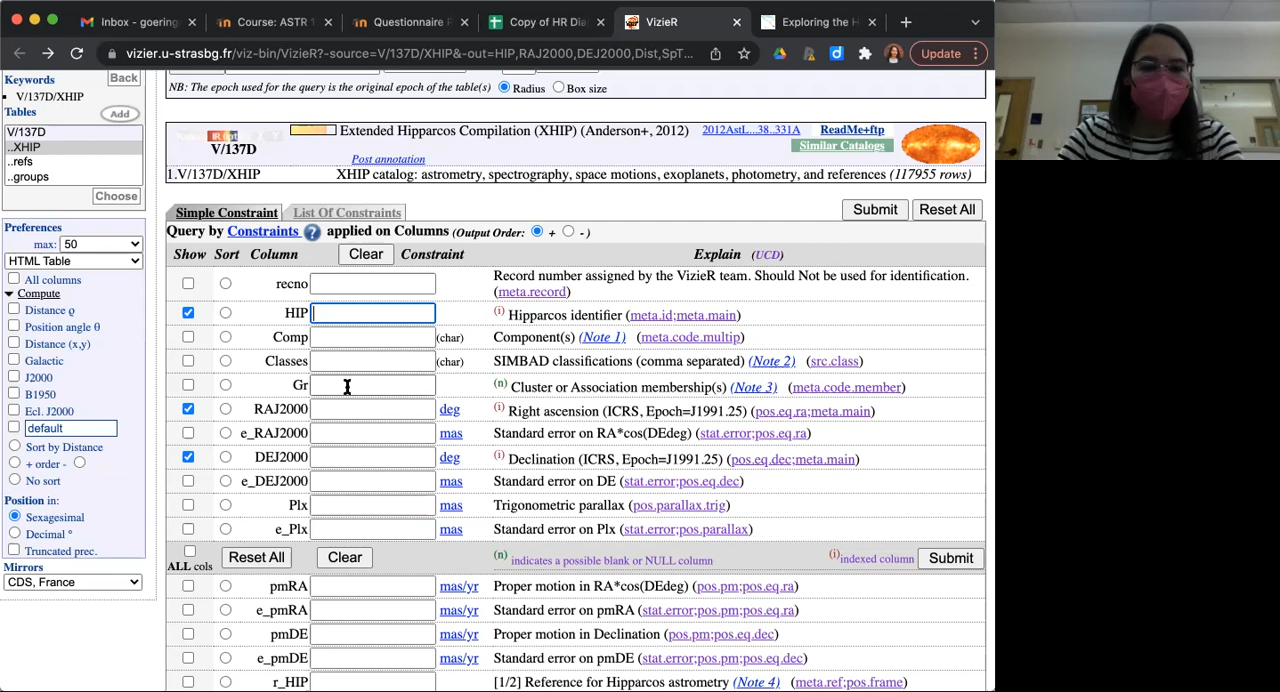 Inbox - goering
Course: ASTR 1
Questionnaire R
Copy of HR Dia
VizieR
Exploring the H
vizier.u-strasbg.fr/viz-bin/VizieR?-source=V/137D/XHIP&-out=HIP,RAJ2000,DEJ2000,Dist,SpT...
Update
Keywords
Back
V/137D/XHIP
Tables
Add
V/137D
..XHIP
..refs
..groups
Choose
Preferences
max: 50
HTML Table
All columns
Compute
Distance ϱ
Position angle θ
Distance (x,y)
Galactic
J2000
B1950
Ecl. J2000
default
Sort by Distance
+ order -
No sort
Position in:
Sexagesimal
Decimal °
Truncated prec.
Mirrors
CDS, France
NB: The epoch used for the query is the original epoch of the table(s) Radius Box size
IR opt
V/137D
Extended Hipparcos Compilation (XHIP) (Anderson+, 2012)
2012AstL...38..331A
ReadMe+ftp
Post annotation
Similar Catalogs
1.V/137D/XHIP XHIP catalog: astrometry, spectrography, space motions, exoplanets, photometry, and references (117955 rows)
Simple Constraint List Of Constraints Submit Reset All
Query by Constraints ? applied on Columns (Output Order: + - )
Show Sort Column Clear Constraint Explain (UCD)
recno Record number assigned by the VizieR team. Should Not be used for identification.
(meta.record)
HIP (i) Hipparcos identifier (meta.id;meta.main)
Comp (char) Component(s) (Note 1) (meta.code.multip)
Classes (char) SIMBAD classifications (comma separated) (Note 2) (src.class)
Gr (n) Cluster or Association membership(s) (Note 3) (meta.code.member)
RAJ2000 deg (i) Right ascension (ICRS, Epoch=J1991.25) (pos.eq.ra;meta.main)
e_RAJ2000 mas Standard error on RA*cos(DEdeg) (stat.error;pos.eq.ra)
DEJ2000 deg (i) Declination (ICRS, Epoch=J1991.25) (pos.eq.dec;meta.main)
e_DEJ2000 mas Standard error on DE (stat.error;pos.eq.dec)
Plx mas Trigonometric parallax (pos.parallax.trig)
e_Plx mas Standard error on Plx (stat.error;pos.parallax)
ALL cols Reset All Clear (n) indicates a possible blank or NULL column (i)indexed column Submit
pmRA mas/yr Proper motion in RA*cos(DEdeg) (pos.pm;pos.eq.ra)
e_pmRA mas/yr Standard error on pmRA (stat.error;pos.pm;pos.eq.ra)
pmDE mas/yr Proper motion in Declination (pos.pm;pos.eq.dec)
e_pmDE mas/yr Standard error on pmDE (stat.error;pos.pm;pos.eq.dec)
r_HIP [1/2] Reference for Hipparcos astrometry (Note 4) (meta.ref;pos.frame)